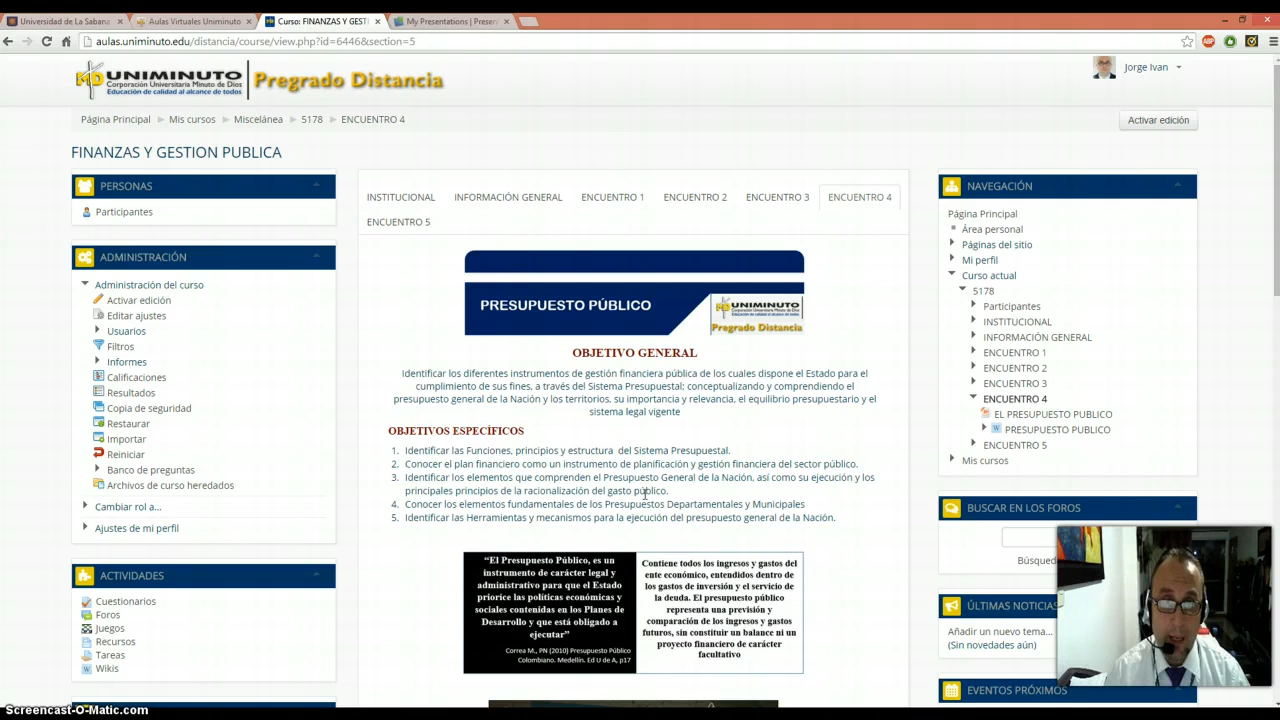 Universidad de La Sabana
Aulas Virtuales Uniminuto
Curso: FINANZAS Y GESTI
My Presentations | Presen
aulas.uniminuto.edu/distancia/course/view.php?id=6446&section=5
ABP
UNIMINUTO
Corporación Universitaria Minuto de Dios
Educación de calidad al alcance de todos
Pregrado Distancia
Jorge Ivan
Página Principal
Mis cursos
Miscelánea
5178
ENCUENTRO 4
Activar edición
FINANZAS Y GESTION PUBLICA
PERSONAS
Participantes
ADMINISTRACIÓN
Administración del curso
Activar edición
Editar ajustes
Usuarios
Filtros
Informes
Calificaciones
Resultados
Copia de seguridad
Restaurar
Importar
Reiniciar
Banco de preguntas
Archivos de curso heredados
Cambiar rol a...
Ajustes de mi perfil
ACTIVIDADES
Cuestionarios
Foros
Juegos
Recursos
Tareas
Wikis
INSTITUCIONAL
INFORMACIÓN GENERAL
ENCUENTRO 1
ENCUENTRO 2
ENCUENTRO 3
ENCUENTRO 4
ENCUENTRO 5
PRESUPUESTO PÚBLICO
UNIMINUTO
Pregrado Distancia
OBJETIVO GENERAL
Identificar los diferentes instrumentos de gestión financiera pública de los cuales dispone el Estado para el
cumplimiento de sus fines, a través del Sistema Presupuestal; conceptualizando y comprendiendo el
presupuesto general de la Nación y los territorios, su importancia y relevancia, el equilibrio presupuestario y el
sistema legal vigente
OBJETIVOS ESPECÍFICOS
1. Identificar las Funciones, principios y estructura del Sistema Presupuestal.
2. Conocer el plan financiero como un instrumento de planificación y gestión financiera del sector público.
3. Identificar los elementos que comprenden el Presupuesto General de la Nación, así como su ejecución y los
principales principios de la racionalización del gasto público.
4. Conocer los elementos fundamentales de los Presupuestos Departamentales y Municipales
5. Identificar las Herramientas y mecanismos para la ejecución del presupuesto general de la Nación.
“El Presupuesto Público, es un
instrumento de carácter legal y
administrativo para que el Estado
priorice las políticas económicas y
sociales contenidas en los Planes de
Desarrollo y que está obligado a
ejecutar”
Correa M., PN (2010) Presupuesto Público
Colombiano. Medellín. Ed U de A, p17
Contiene todos los ingresos y gastos del
ente económico, entendidos dentro de
los gastos de inversión y el servicio de
la deuda. El presupuesto público
representa una previsión y
comparación de los ingresos y gastos
futuros, sin constituir un balance ni un
proyecto financiero de carácter
facultativo
NAVEGACIÓN
Página Principal
Área personal
Páginas del sitio
Mi perfil
Curso actual
5178
Participantes
INSTITUCIONAL
INFORMACIÓN GENERAL
ENCUENTRO 1
ENCUENTRO 2
ENCUENTRO 3
ENCUENTRO 4
EL PRESUPUESTO PUBLICO
PRESUPUESTO PUBLICO
ENCUENTRO 5
Mis cursos
BUSCAR EN LOS FOROS
Búsque
ÚLTIMAS NOTICIAS
Añadir un nuevo tema...
(Sin novedades aún)
EVENTOS PRÓXIMOS
Screencast-O-Matic.com